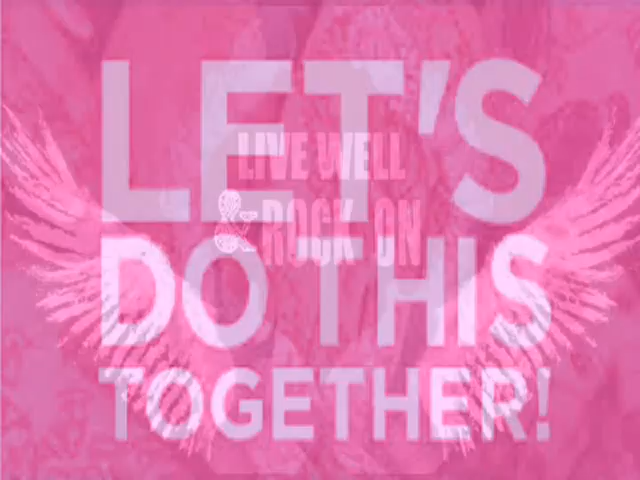 LET'S
LIVE WELL
& ROCK ON
DO THIS
TOGETHER!